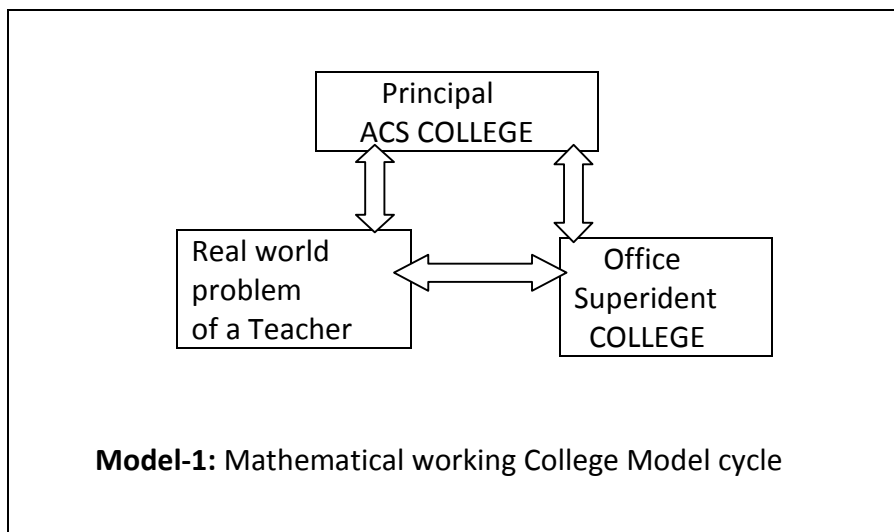 Principal
ACS COLLEGE
Real world
problem
of a Teacher
Office
Superident
COLLEGE
Model-1: Mathematical working College Model cycle